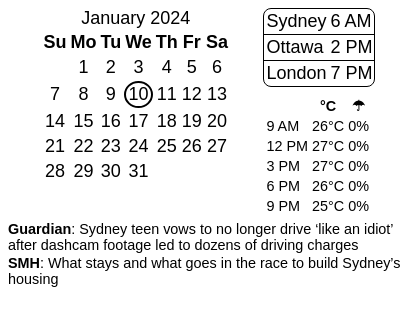 January 2024
Su Mo Tu We Th Fr Sa
1 2 3 4 5 6
7 8 9 10 11 12 13
14 15 16 17 18 19 20
21 22 23 24 25 26 27
28 29 30 31
Sydney 6 AM
Ottawa 2 PM
London 7 PM
°C ☂
9 AM 26°C 0%
12 PM 27°C 0%
3 PM 27°C 0%
6 PM 26°C 0%
9 PM 25°C 0%
Guardian: Sydney teen vows to no longer drive ‘like an idiot’
after dashcam footage led to dozens of driving charges
SMH: What stays and what goes in the race to build Sydney’s
housing